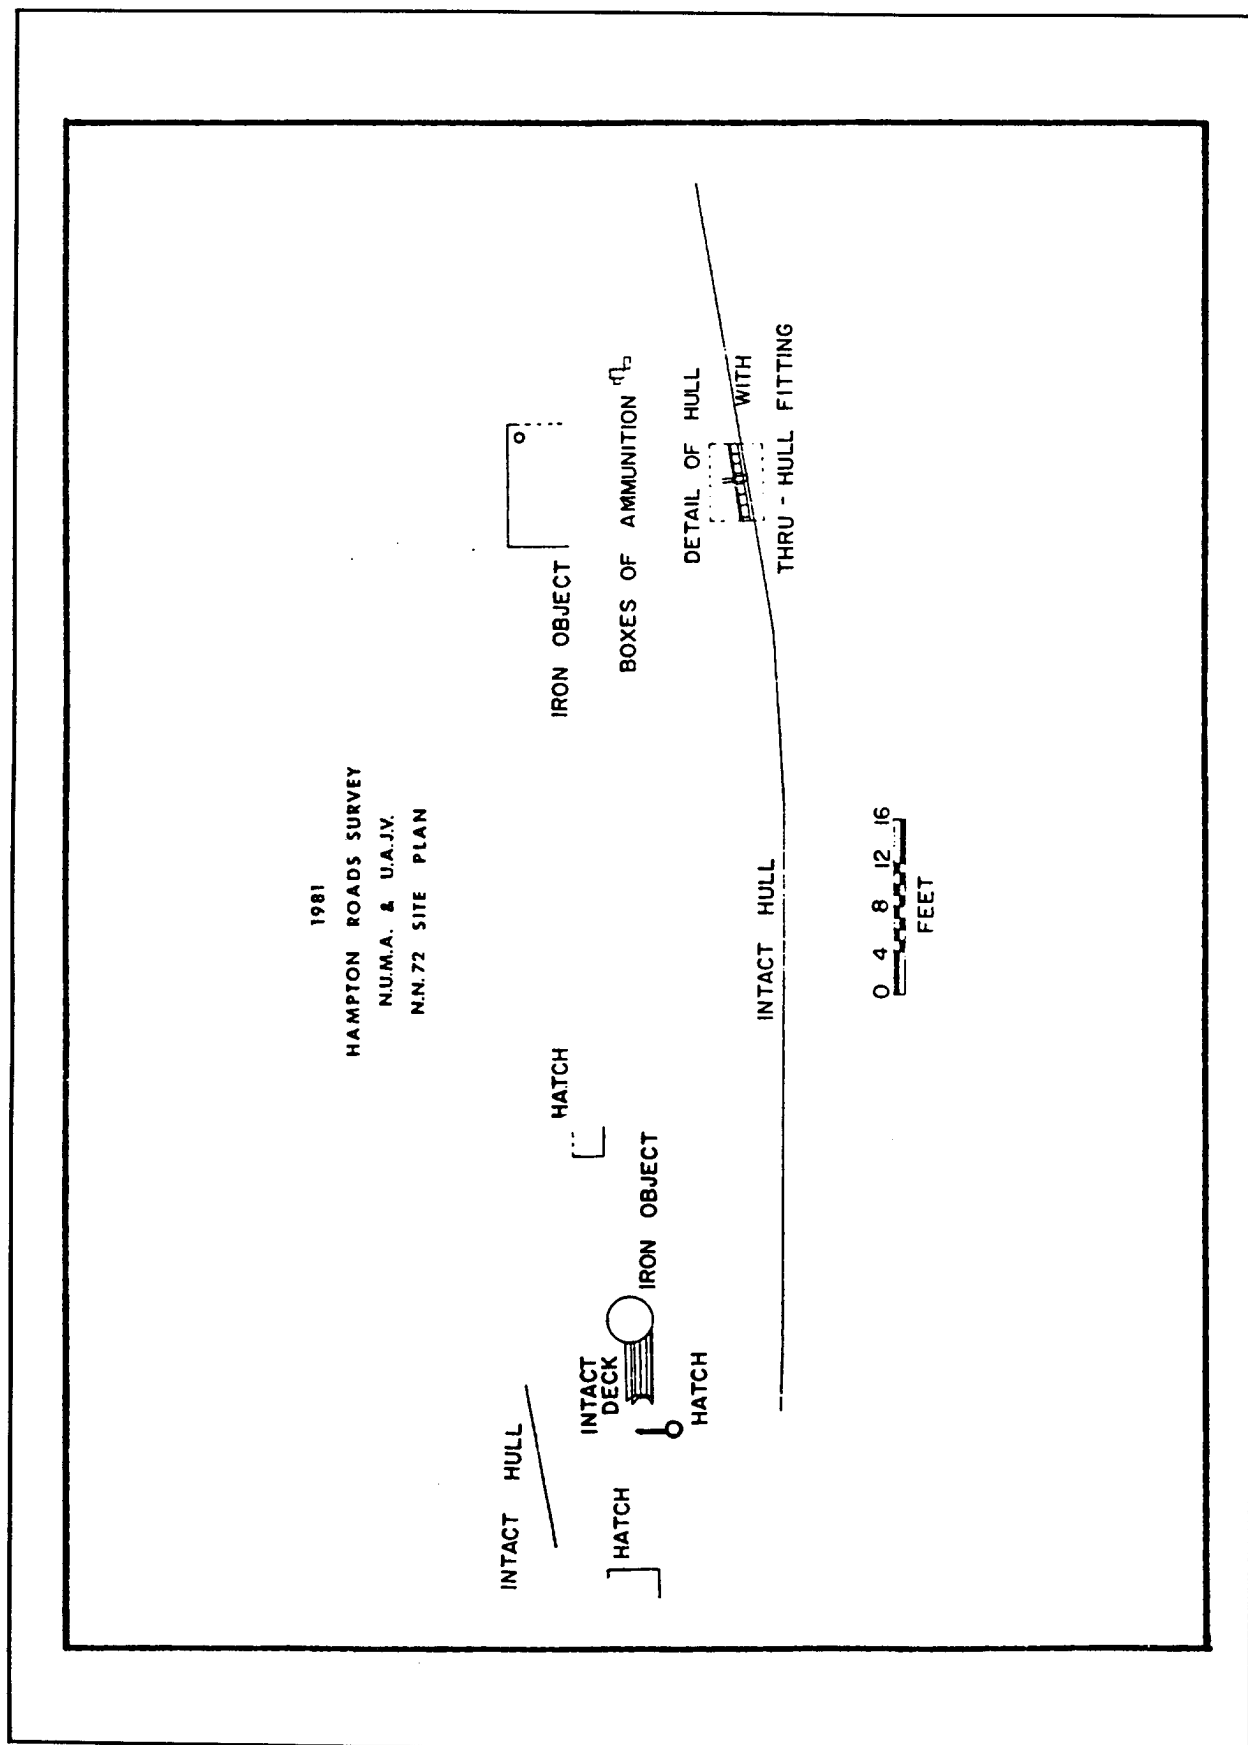 1981
HAMPTON ROADS SURVEY
N.U.M.A. & U.A.J.V.
N.N. 72 SITE PLAN
INTACT HULL
HATCH
INTACT
DECK
HATCH
IRON OBJECT
HATCH
IRON OBJECT
BOXES OF AMMUNITION
DETAIL OF HULL
WITH
THRU - HULL FITTING
INTACT HULL
0 4 8 12 16
FEET